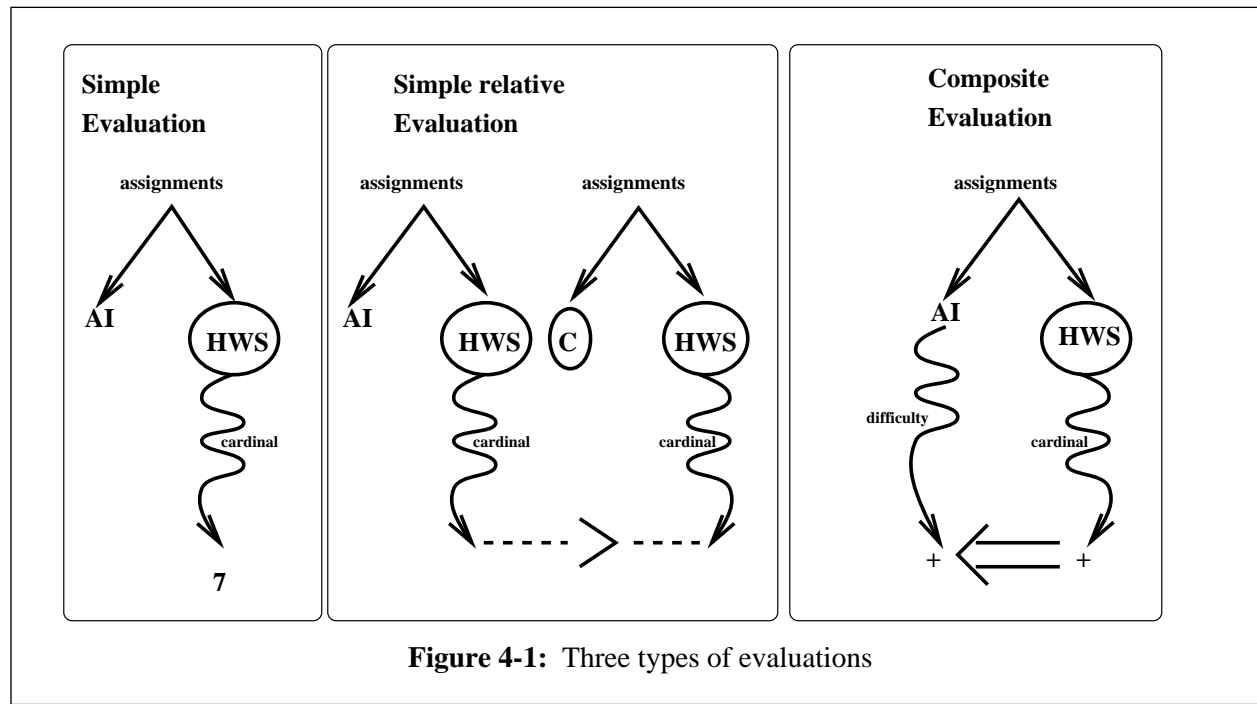 Simple
Evaluation
assignments
AI
HWS
cardinal
7
Simple relative
Evaluation
assignments
assignments
AI
HWS
C
HWS
cardinal
cardinal
>
Composite
Evaluation
assignments
AI
HWS
difficulty
cardinal
+
+
Figure 4-1: Three types of evaluations